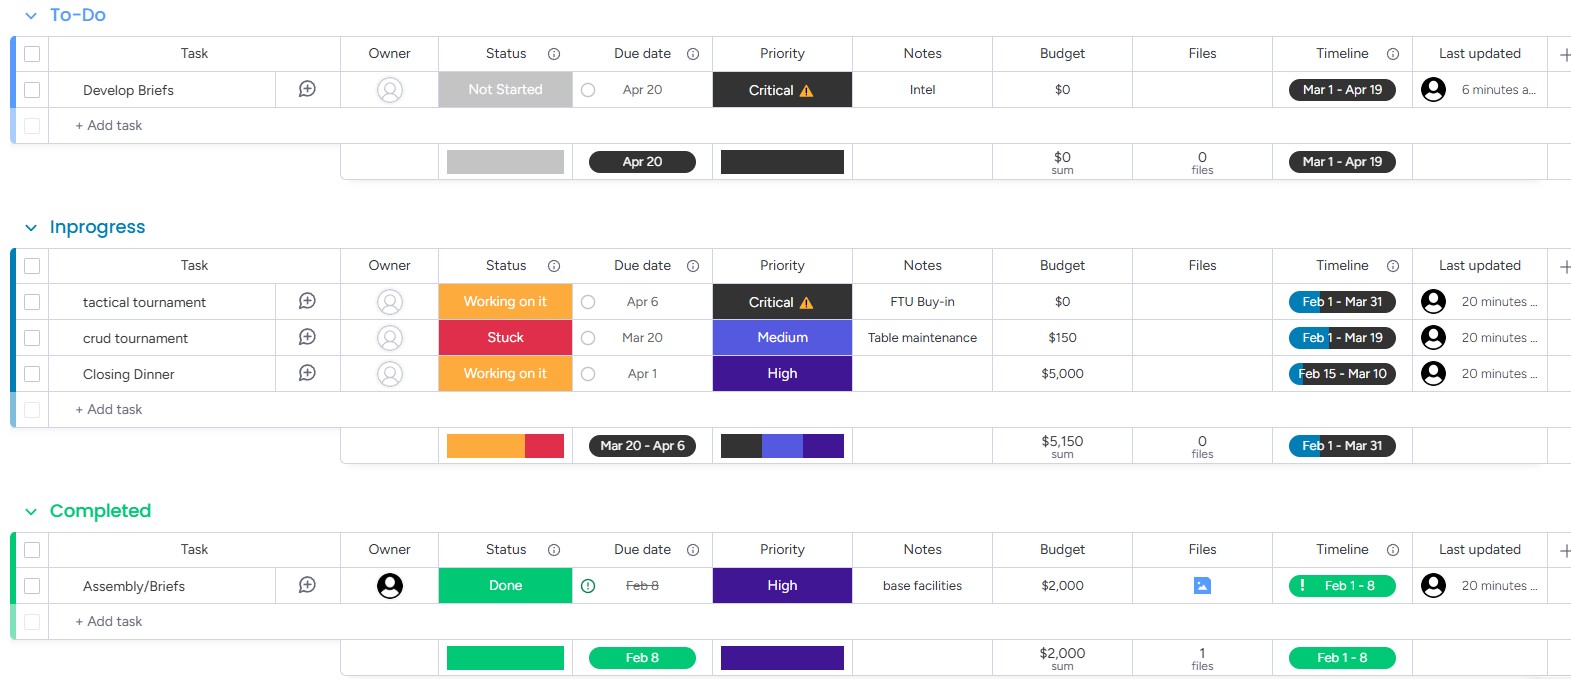 To-Do
Task Owner Status Due date Priority Notes Budget Files Timeline Last updated
Develop Briefs Not Started Apr 20 Critical Intel $0 Mar 1 - Apr 19 6 minutes a...
+ Add task
Apr 20 $0 sum 0 files Mar 1 - Apr 19
Inprogress
Task Owner Status Due date Priority Notes Budget Files Timeline Last updated
tactical tournament Working on it Apr 6 Critical FTU Buy-in $0 Feb 1 - Mar 31 20 minutes ...
crud tournament Stuck Mar 20 Medium Table maintenance $150 Feb 1 - Mar 19 20 minutes ...
Closing Dinner Working on it Apr 1 High $5,000 Feb 15 - Mar 10 20 minutes ...
+ Add task
Mar 20 - Apr 6 $5,150 sum 0 files Feb 1 - Mar 31
Completed
Task Owner Status Due date Priority Notes Budget Files Timeline Last updated
Assembly/Briefs Done Feb 8 High base facilities $2,000 Feb 1 - 8 20 minutes ...
+ Add task
Feb 8 $2,000 sum 1 files Feb 1 - 8